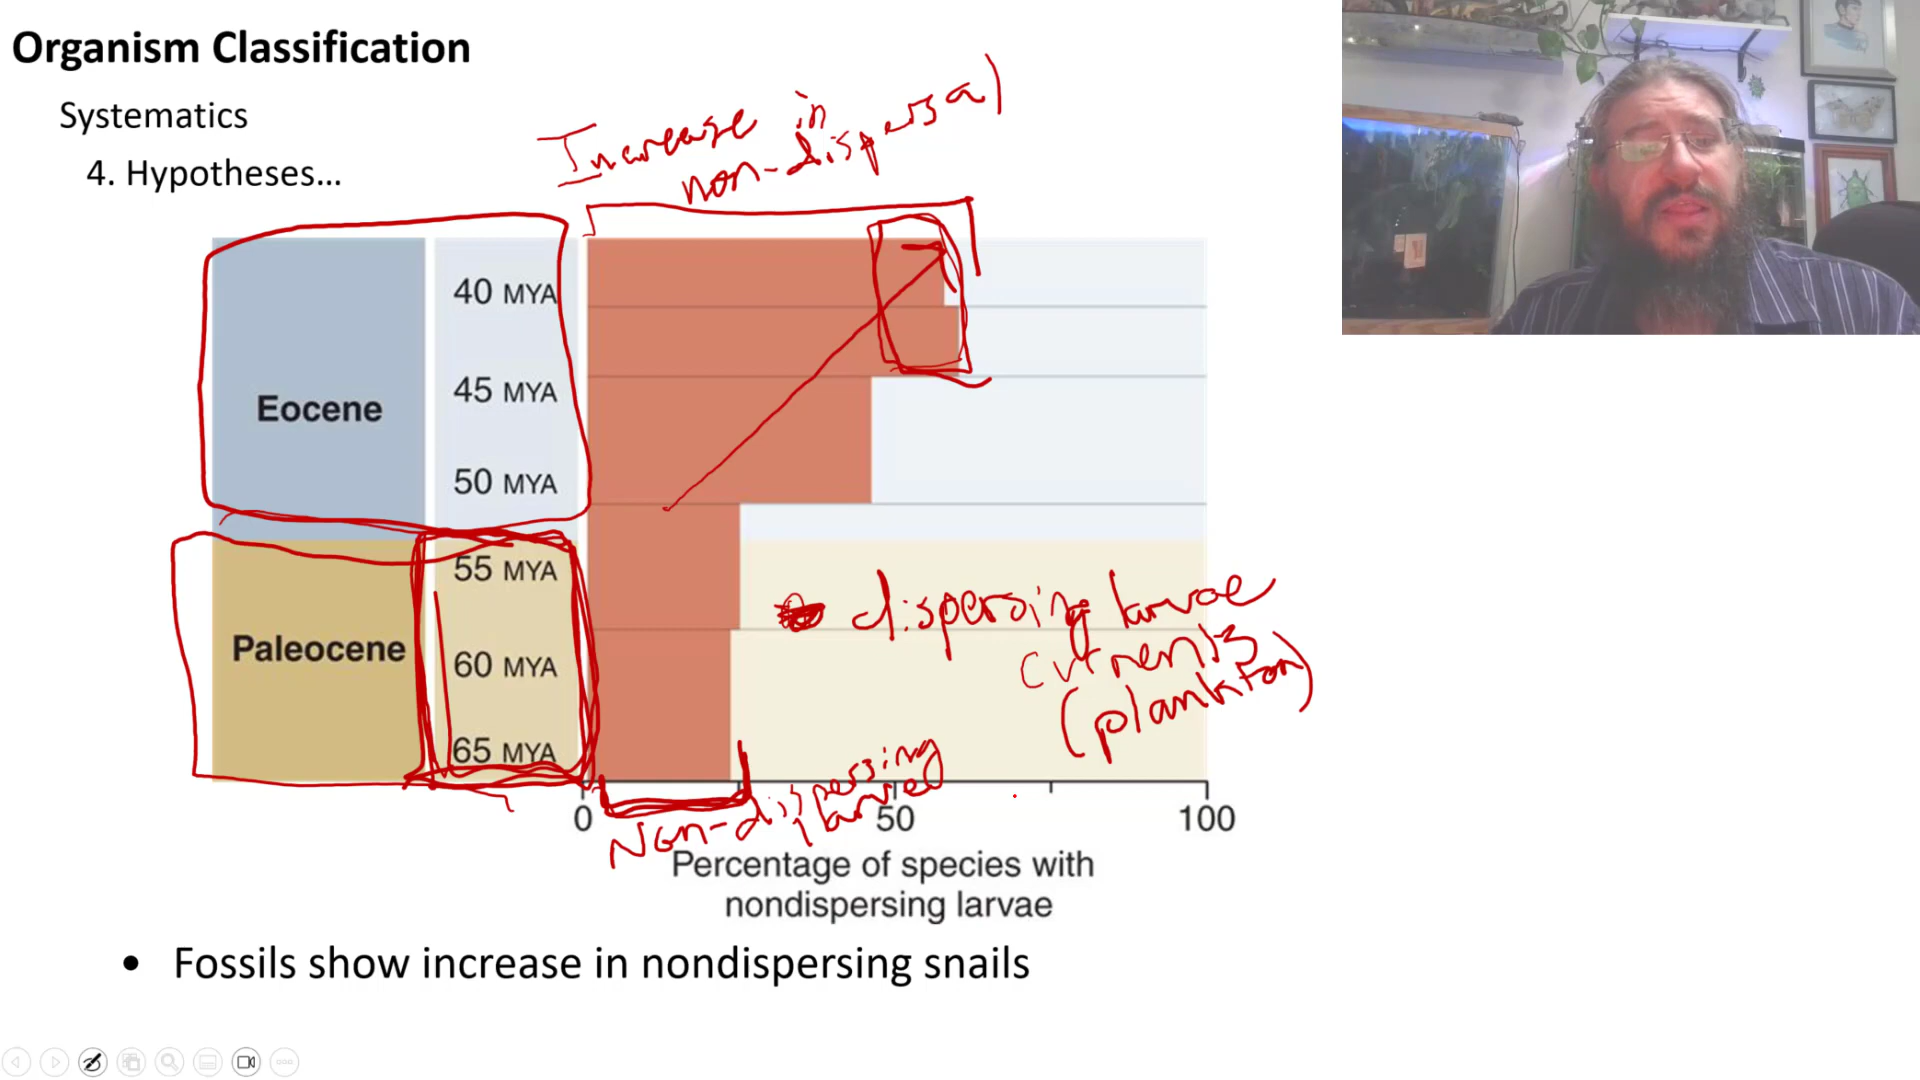 Organism Classification
Systematics
4. Hypotheses...
Increase in
non-dispersal
40 MYA
45 MYA
Eocene
50 MYA
55 MYA
dispersing larvae
Paleocene
60 MYA
currents
(plankton)
65 MYA
Non-dispersing
larvae
0
50
100
Percentage of species with
nondispersing larvae
• Fossils show increase in nondispersing snails